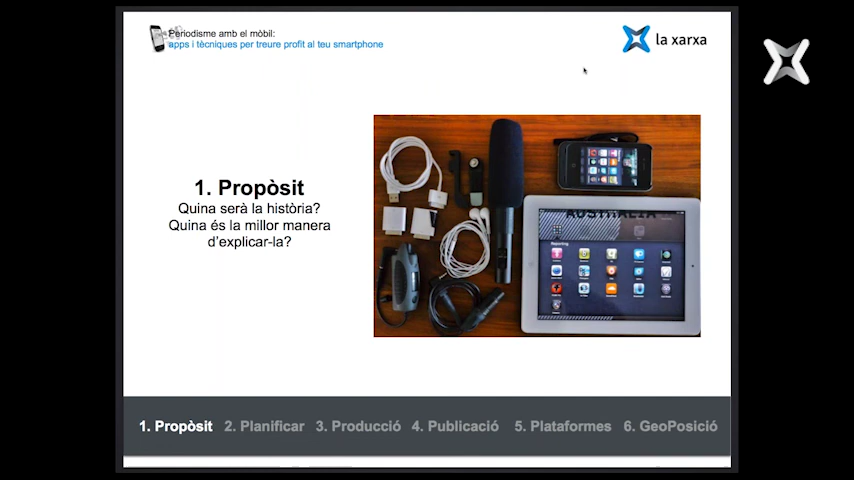 Periodisme amb el mòbil:
apps i tècniques per treure profit al teu smartphone
la xarxa
1. Propòsit
Quina serà la història?
Quina és la millor manera
d'explicar-la?
AUSTRALIA
Reporting
1. Propòsit 2. Planificar 3. Producció 4. Publicació 5. Plataformes 6. GeoPosició